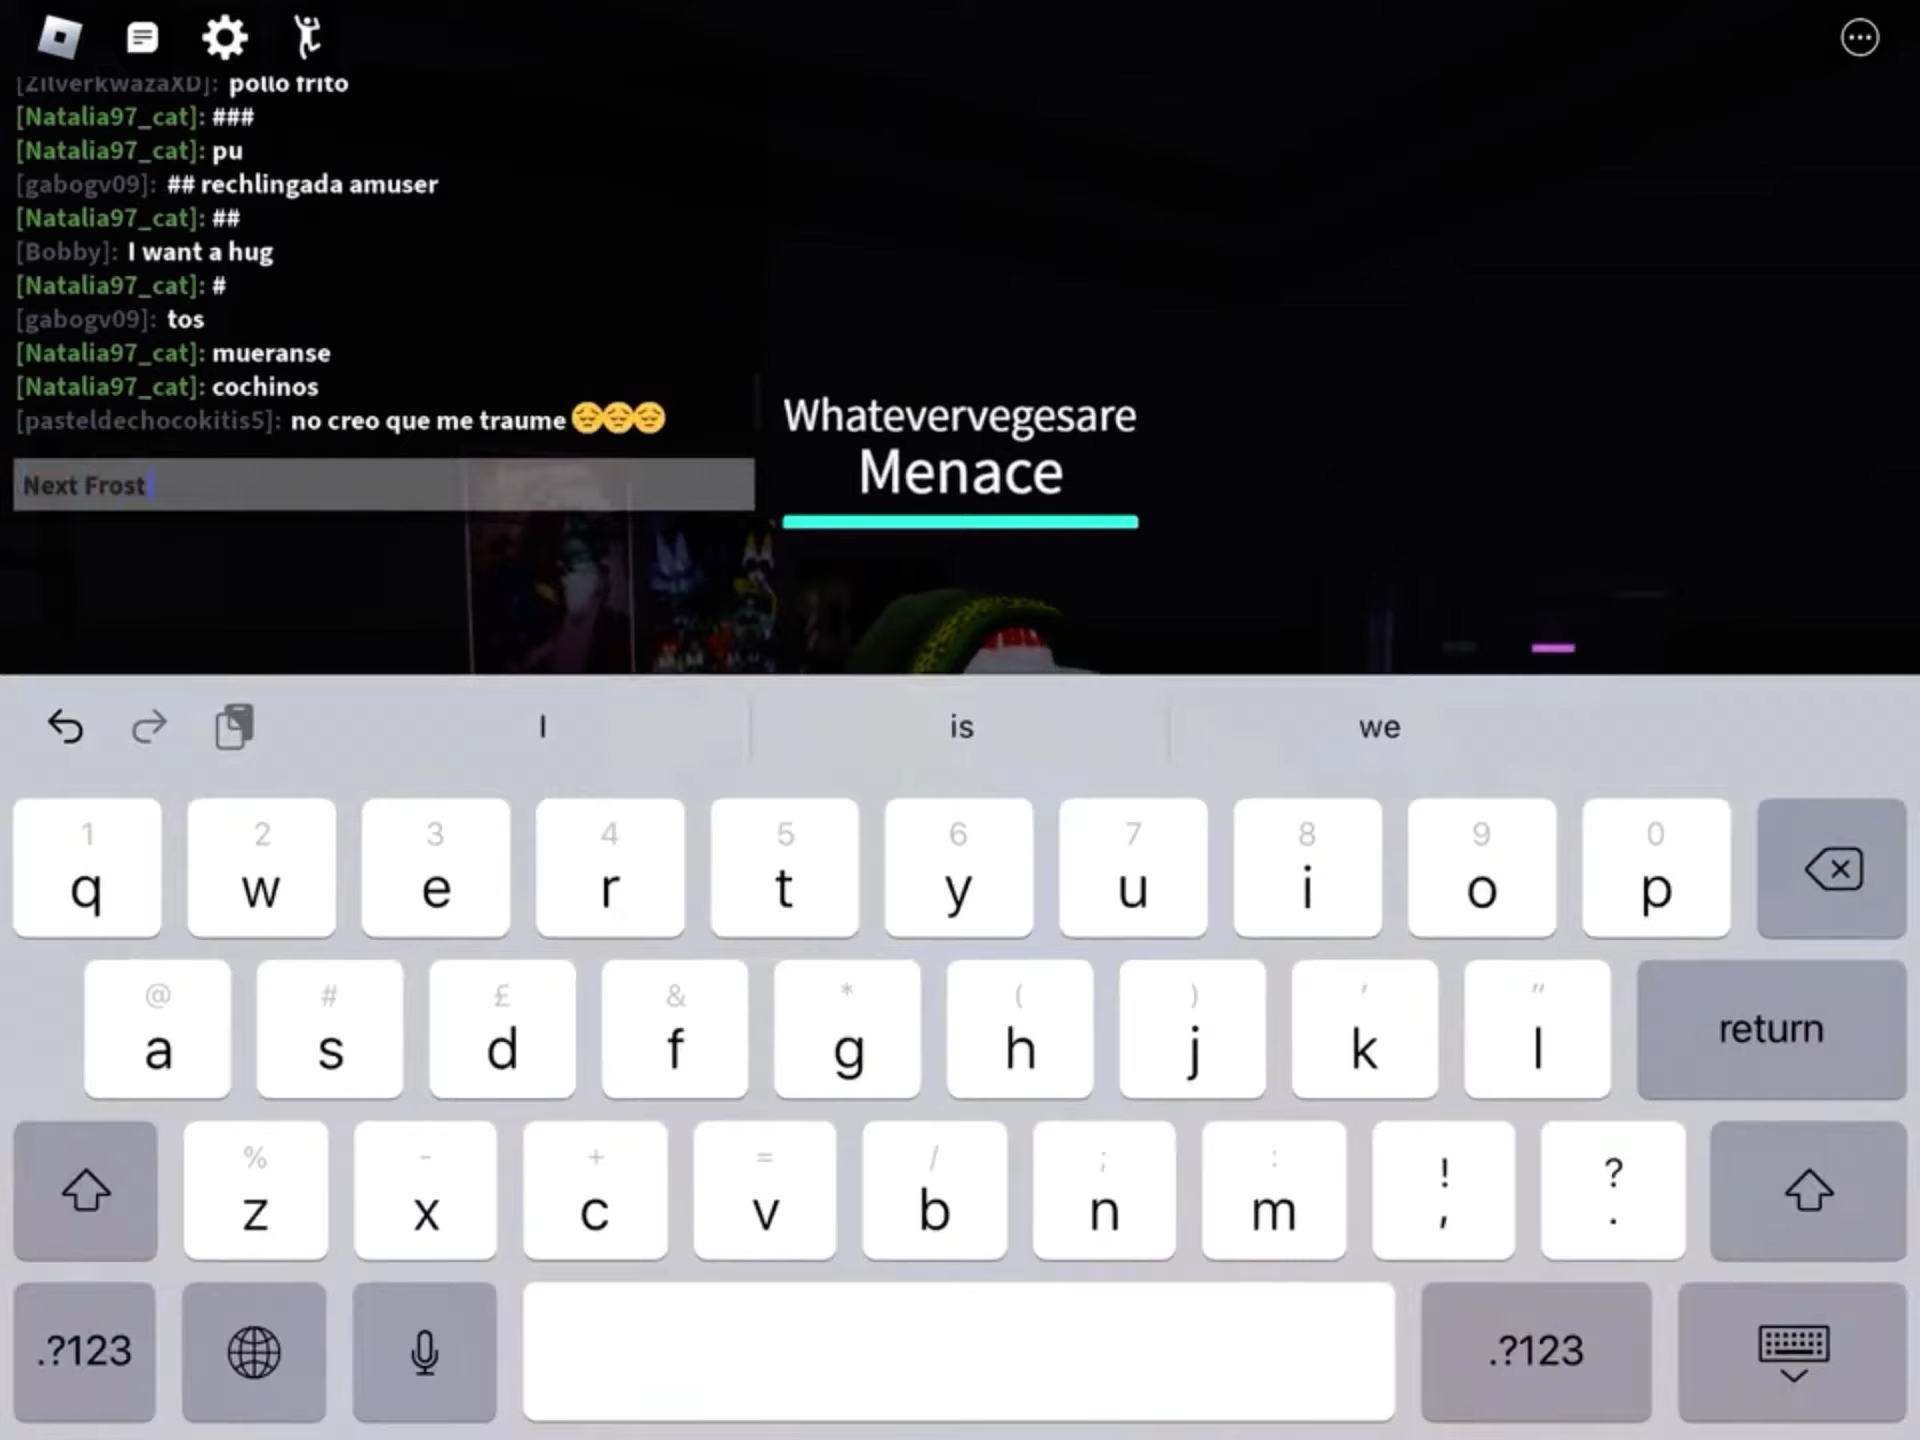 [ZilverkwazaXD]: pollo frito
[Natalia97_cat]: ###
[Natalia97_cat]: pu
[gabogv09]: ## rechlingada amuser
[Natalia97_cat]: ##
[Bobby]: I want a hug
[Natalia97_cat]: #
[gabogv09]: tos
[Natalia97_cat]: mueranse
[Natalia97_cat]: cochinos
[pasteldechocokitis5]: no creo que me traume 😔😔😔
Next Frost
Whatevervegesare
Menace
I is we
1 2 3 4 5 6 7 8 9 0
q w e r t y u i o p
@ # £ & * ( ) ' "
a s d f g h j k l return
% - + = / ; : ! ?
z x c v b n m , .
.?123 .?123